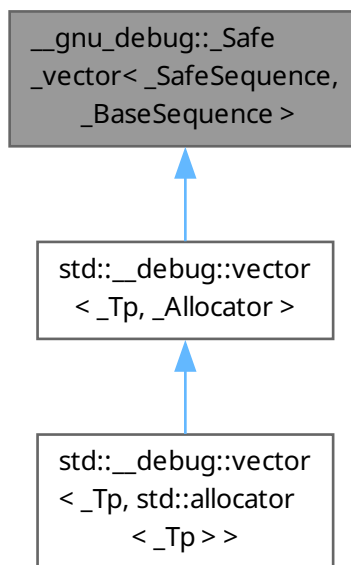 __gnu_debug::_Safe
_vector< _SafeSequence,
_BaseSequence >
std::__debug::vector
< _Tp, _Allocator >
std::__debug::vector
< _Tp, std::allocator
< _Tp > >